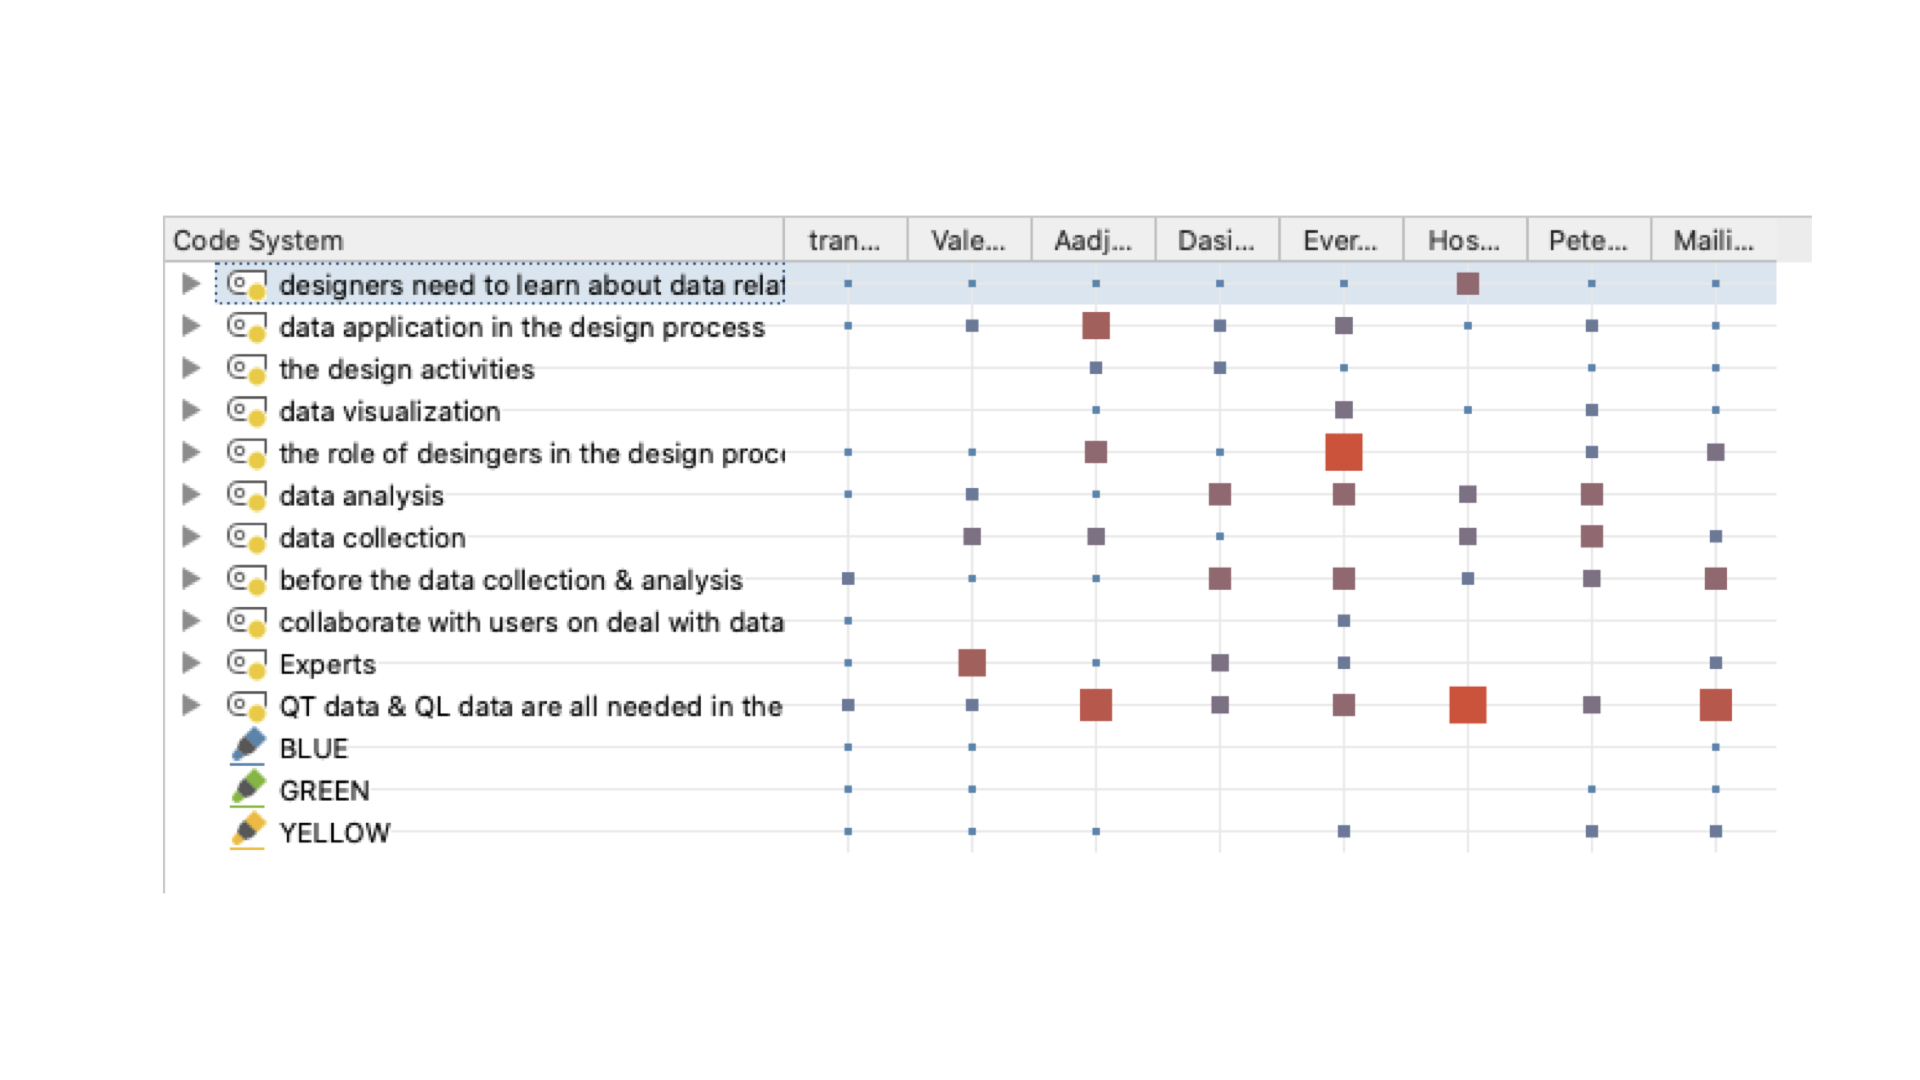 Code System tran... Vale... Aadj... Dasi... Ever... Hos... Pete... Maili...
designers need to learn about data relat
data application in the design process
the design activities
data visualization
the role of desingers in the design proc
data analysis
data collection
before the data collection & analysis
collaborate with users on deal with data
Experts
QT data & QL data are all needed in the
BLUE
GREEN
YELLOW